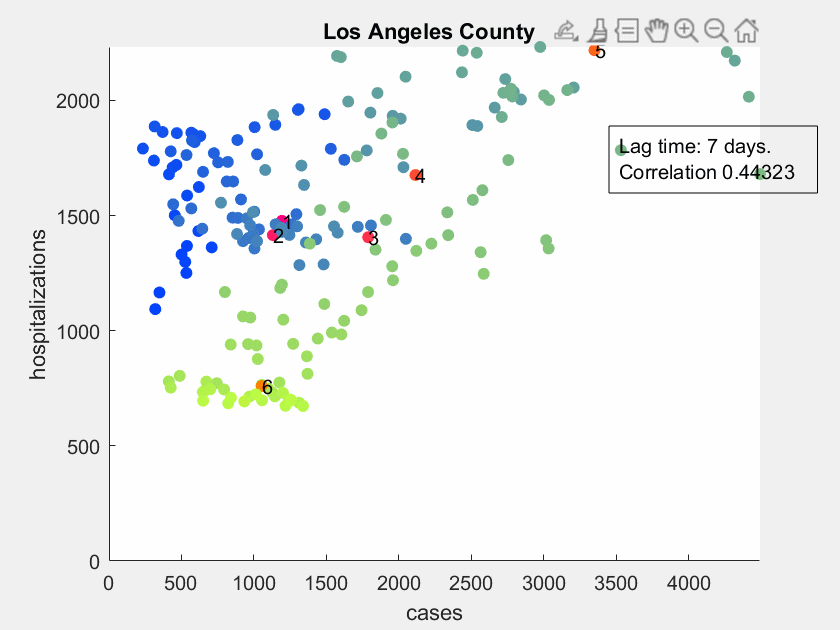 Los Angeles County
5
2000
Lag time: 7 days.
Correlation 0.44323
4
1500
1
2
3
hospitalizations
1000
6
500
0
0 500 1000 1500 2000 2500 3000 3500 4000
cases